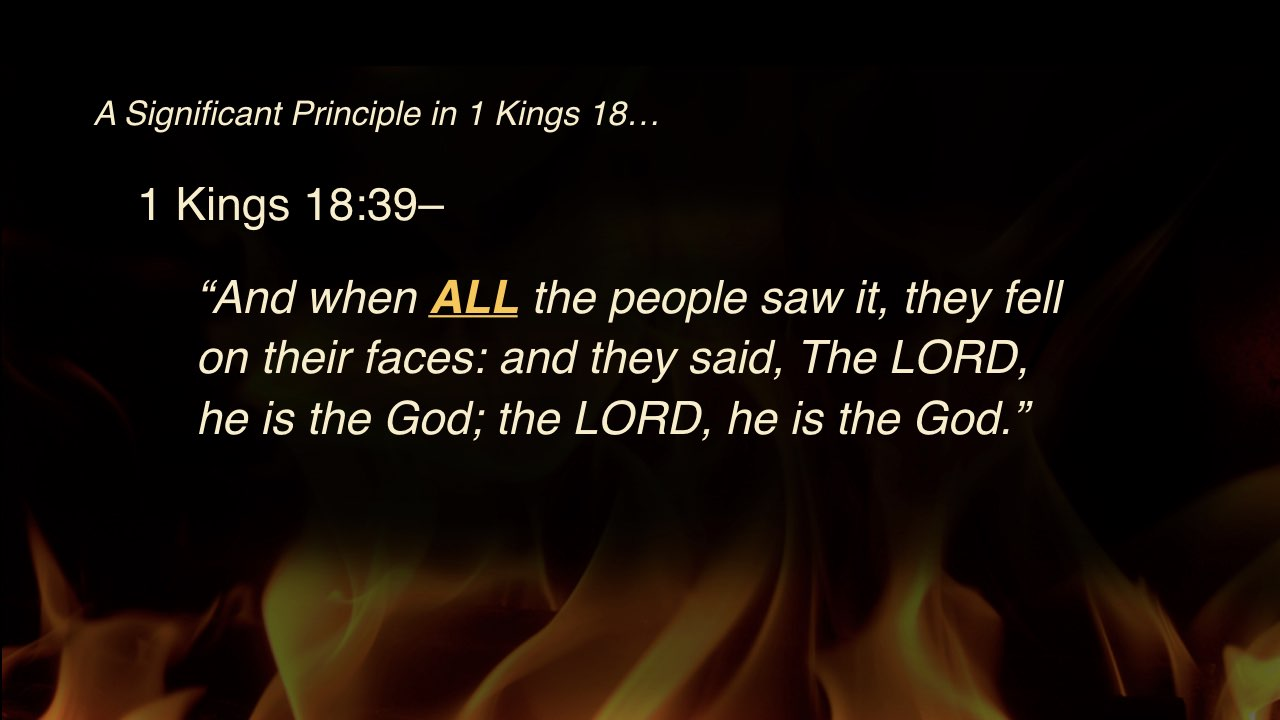 A Significant Principle in 1 Kings 18…
1 Kings 18:39–
“And when ALL the people saw it, they fell
on their faces: and they said, The LORD,
he is the God; the LORD, he is the God.”